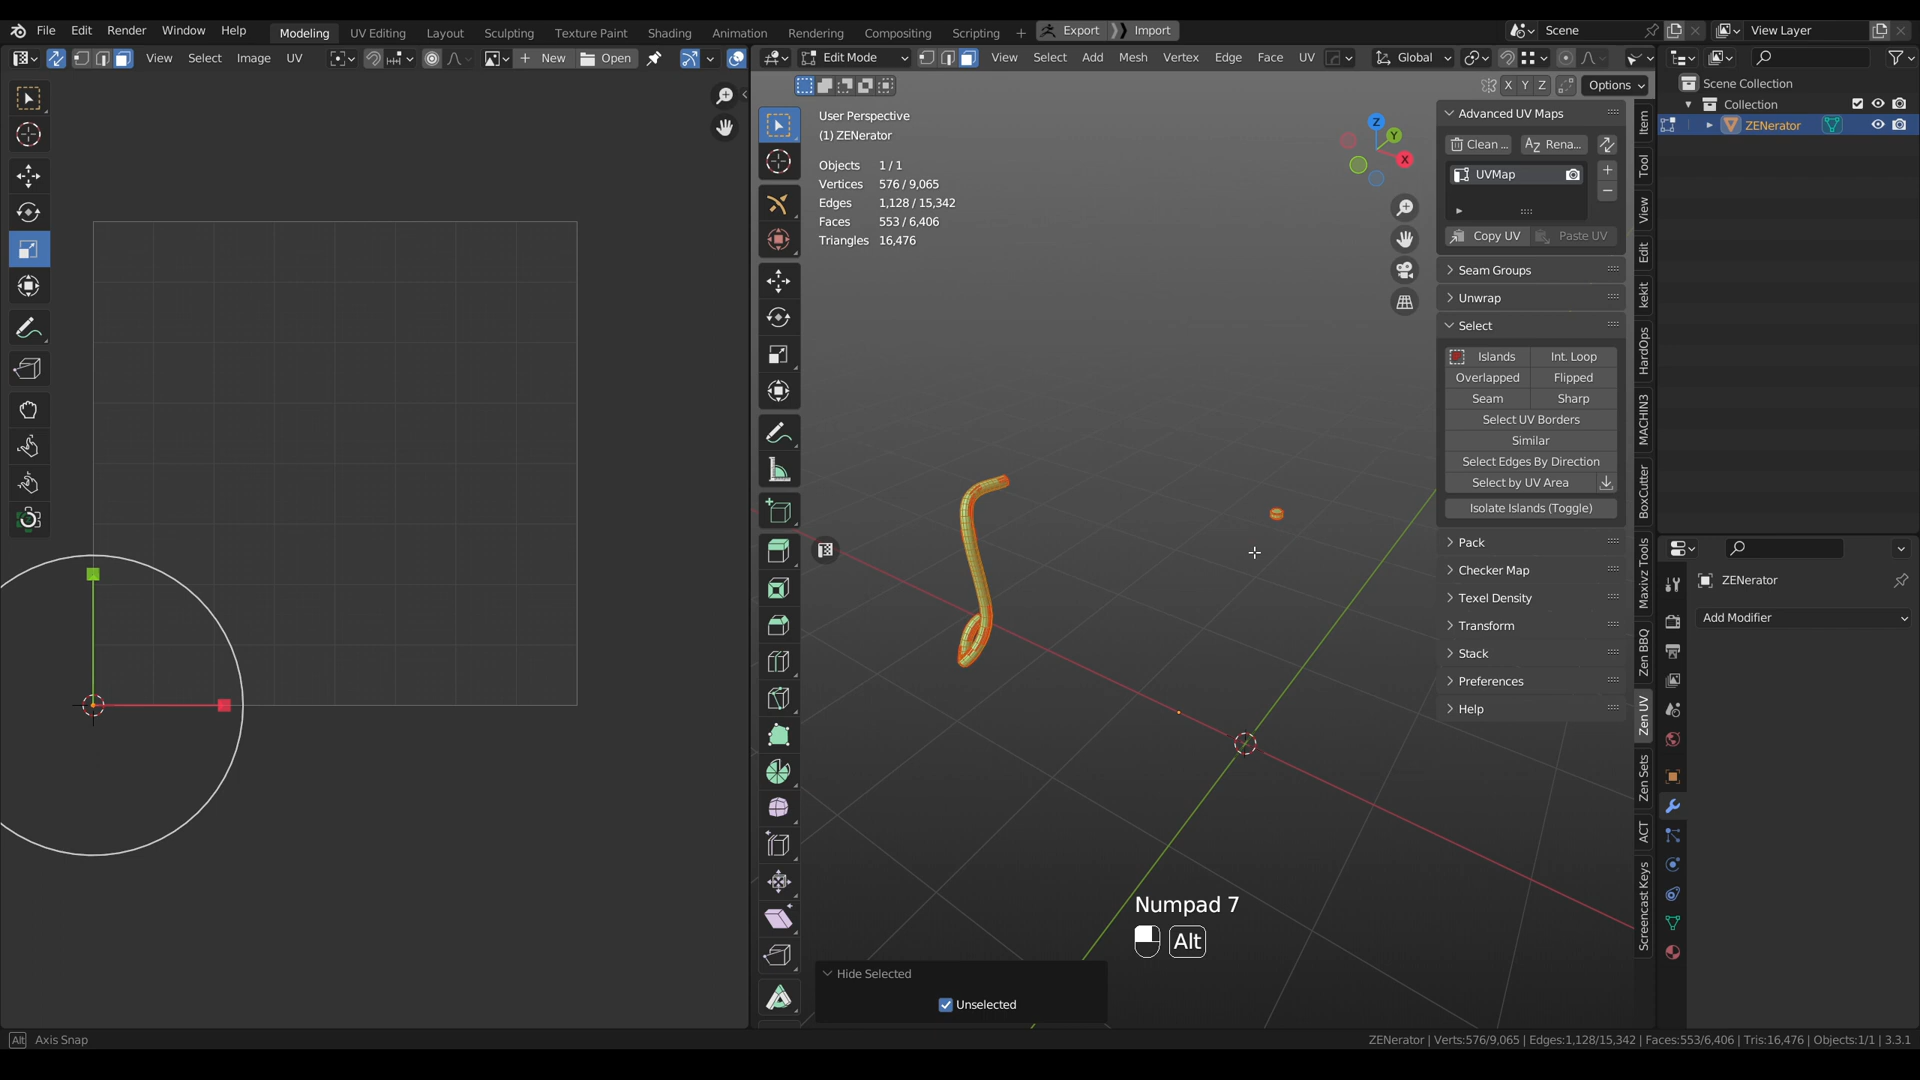 File Edit Render Window Help Modeling UV Editing Layout Sculpting Texture Paint Shading Animation Rendering Compositing Scripting + Export Import Scene View Layer
View Select Image UV New Open Edit Mode View Select Add Mesh Vertex Edge Face UV Global
X Y Z Options
User Perspective
(1) ZENerator
Objects 1 / 1
Vertices 576 / 9,065
Edges 1,128 / 15,342
Faces 553 / 6,406
Triangles 16,476
Z
Y
X
Advanced UV Maps
Clean ... AZ Rena...
UVMap
Copy UV Paste UV
Seam Groups
Unwrap
Select
Islands Int. Loop
Overlapped Flipped
Seam Sharp
Select UV Borders
Similar
Select Edges By Direction
Select by UV Area
Isolate Islands (Toggle)
Pack
Checker Map
Texel Density
Transform
Stack
Preferences
Help
Item
Tool
View
Edit
kekit
HardOps
MACHIN3
BoxCutter
Maxivz Tools
Zen BBQ
Zen UV
Zen Sets
ACT
Screencast Keys
Scene Collection
Collection
ZENerator
ZENerator
Add Modifier
Numpad 7
Alt
Hide Selected
Unselected
Alt Axis Snap
ZENerator | Verts:576/9,065 | Edges:1,128/15,342 | Faces:553/6,406 | Tris:16,476 | Objects:1/1 | 3.3.1